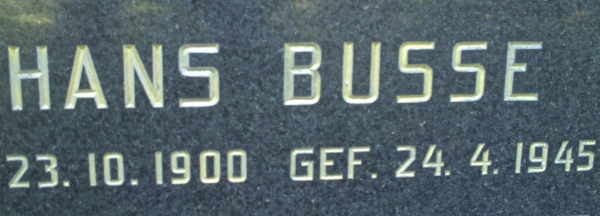 HANS BUSSE
23. 10. 1900 GEF. 24. 4. 1945